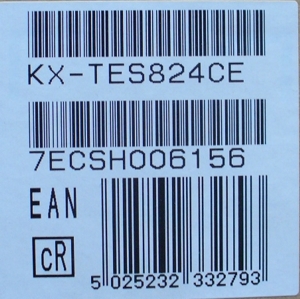 KX-TES824CE
7ECSH006156
EAN
cR
5 025232 332793